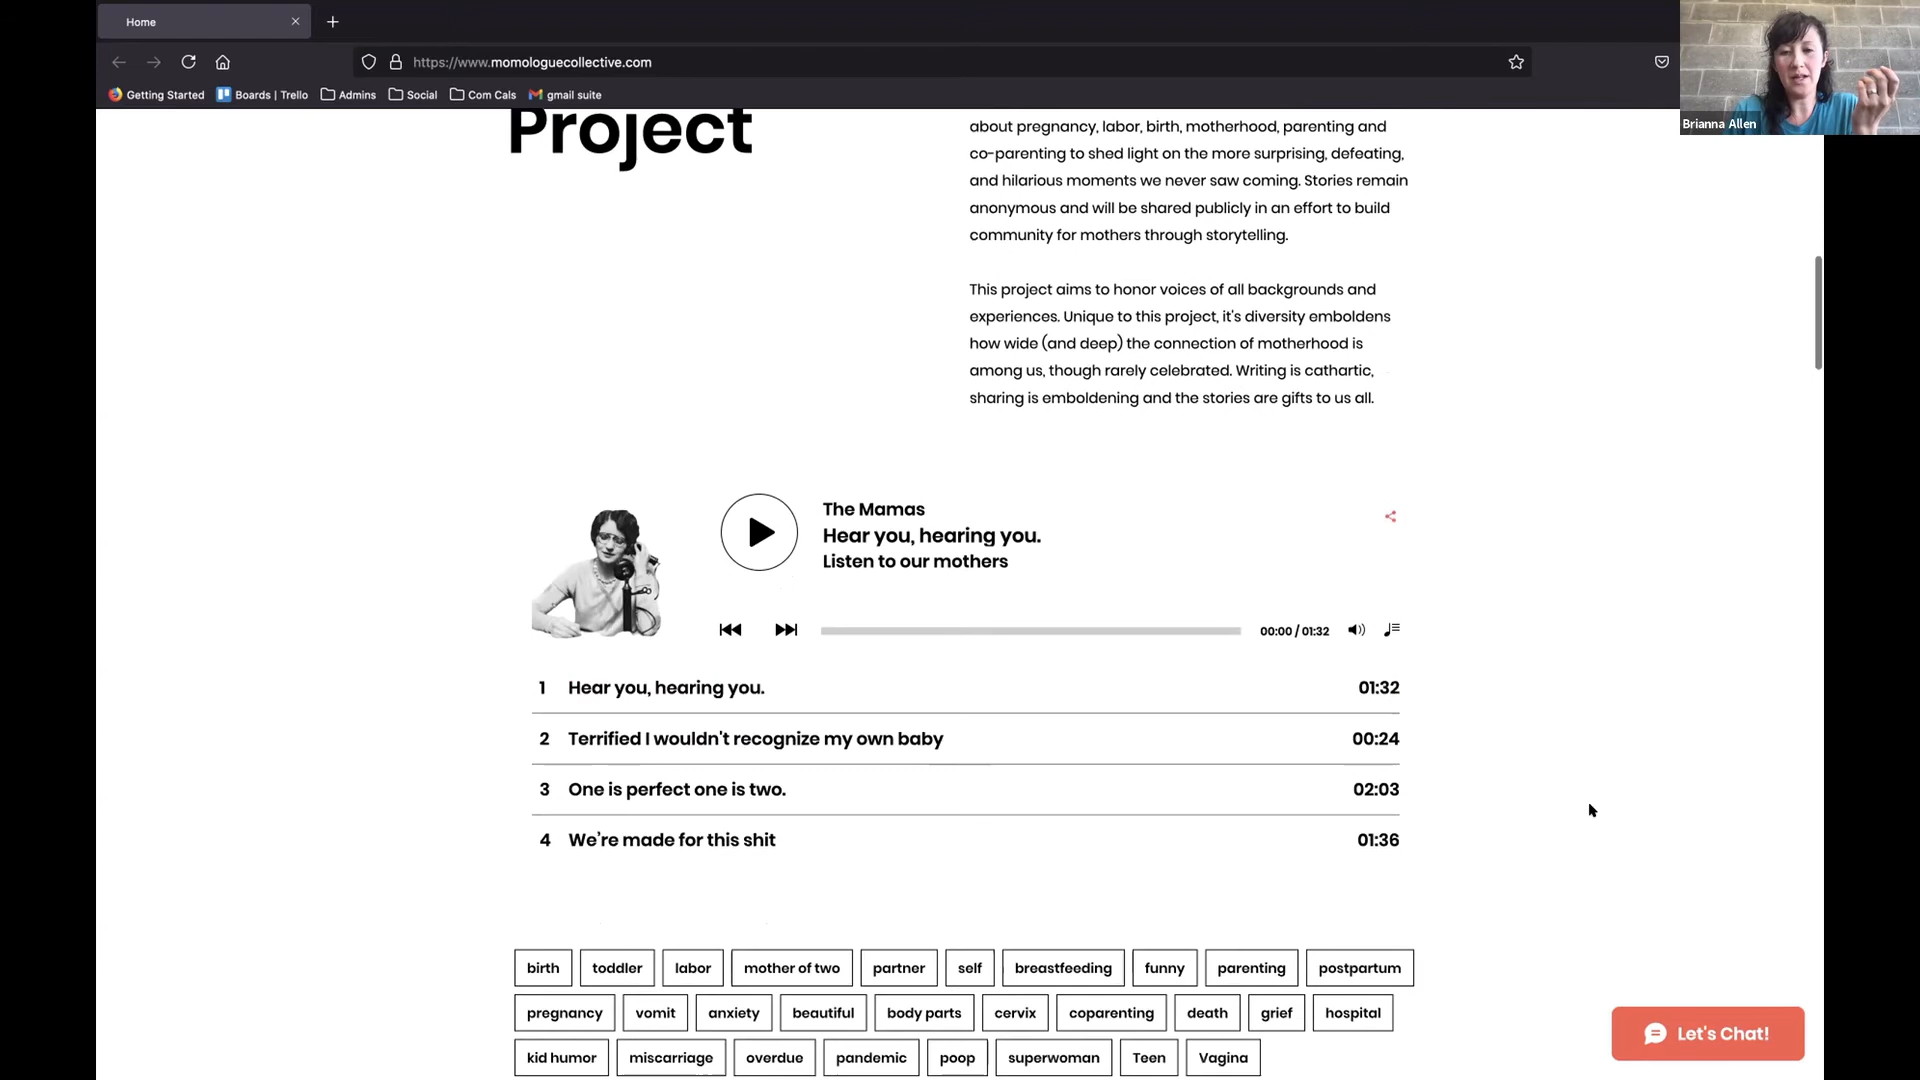 Home
https://www.momologuecollective.com
Getting Started
Boards | Trello
Admins
Social
Com Cals
gmail suite
Brianna Allen
Project
about pregnancy, labor, birth, motherhood, parenting and
co-parenting to shed light on the more surprising, defeating,
and hilarious moments we never saw coming. Stories remain
anonymous and will be shared publicly in an effort to build
community for mothers through storytelling.
This project aims to honor voices of all backgrounds and
experiences. Unique to this project, it's diversity emboldens
how wide (and deep) the connection of motherhood is
among us, though rarely celebrated. Writing is cathartic,
sharing is emboldening and the stories are gifts to us all.
The Mamas
Hear you, hearing you.
Listen to our mothers
00:00 / 01:32
1 Hear you, hearing you. 01:32
2 Terrified I wouldn't recognize my own baby 00:24
3 One is perfect one is two. 02:03
4 We’re made for this shit 01:36
birth toddler labor mother of two partner self breastfeeding funny parenting postpartum
pregnancy vomit anxiety beautiful body parts cervix coparenting death grief hospital
kid humor miscarriage overdue pandemic poop superwoman Teen Vagina
Let's Chat!